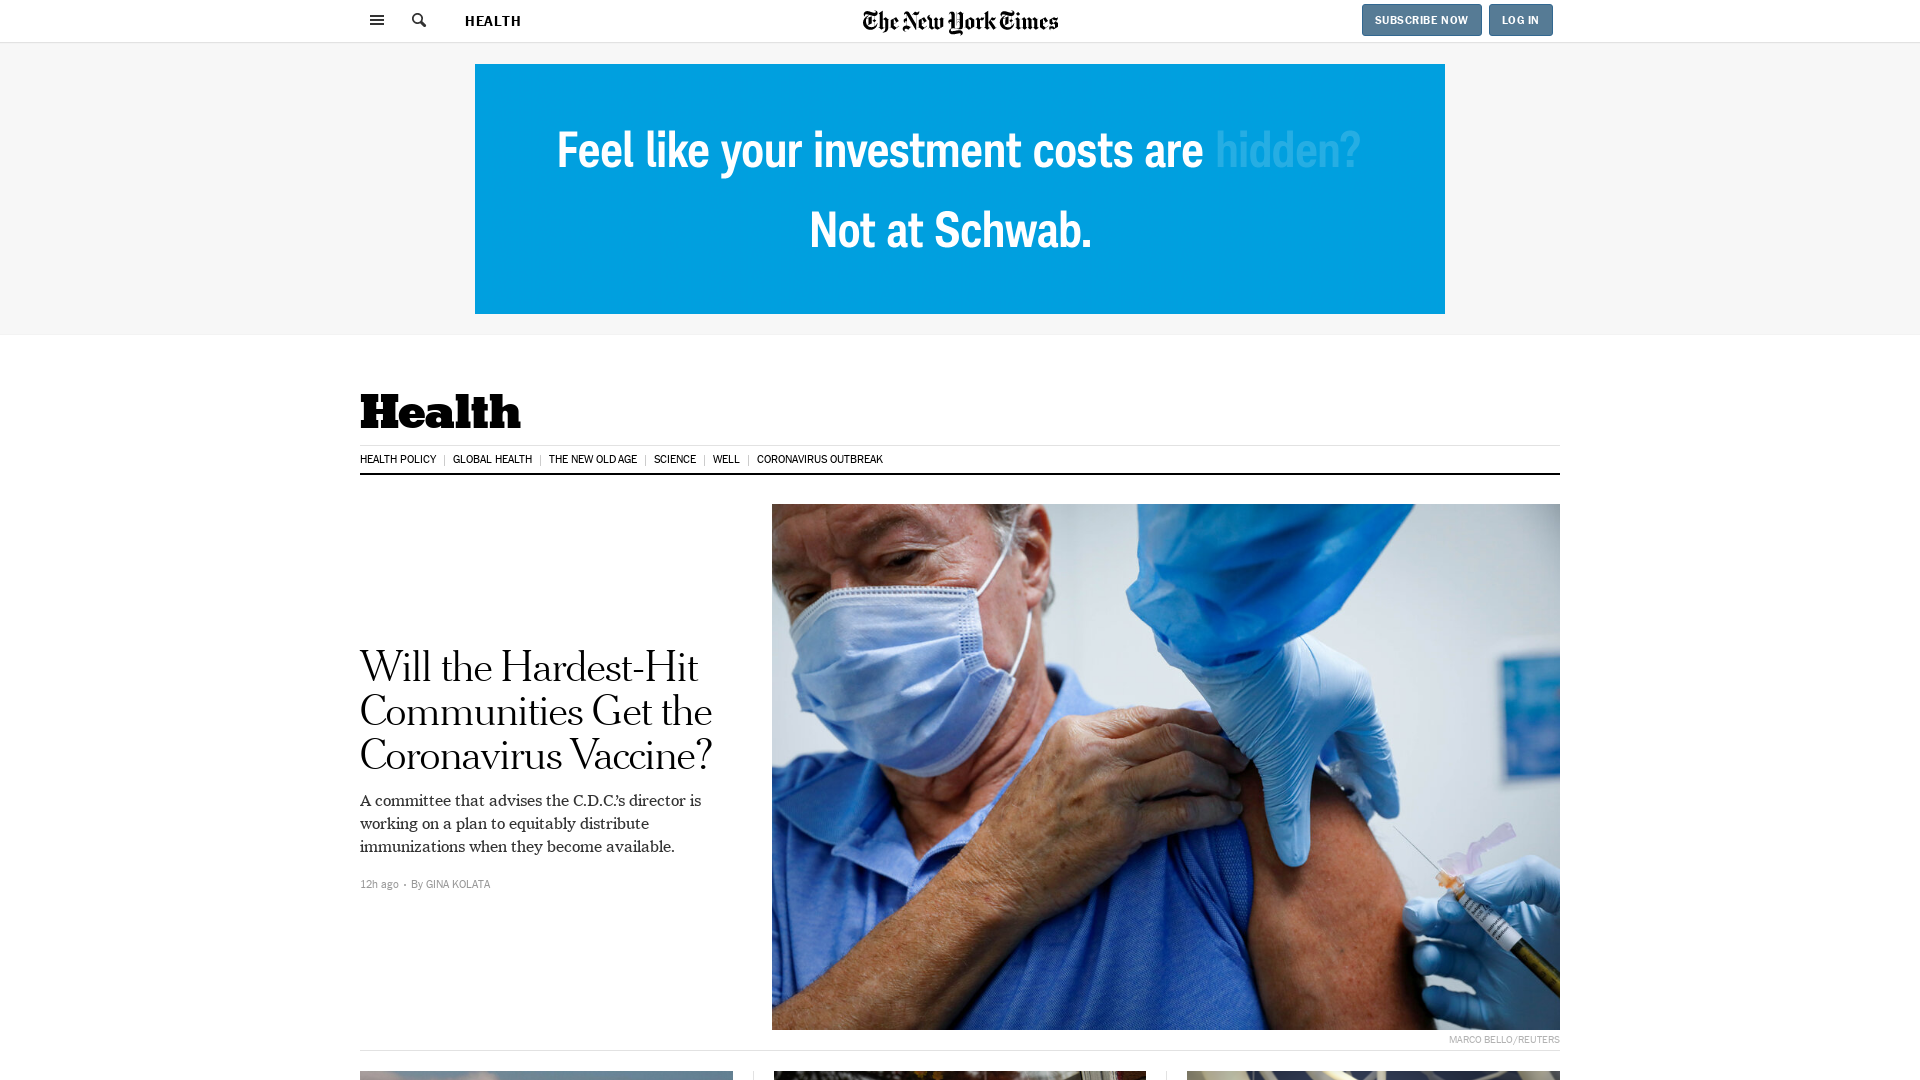 HEALTH
The New York Times
SUBSCRIBE NOW
LOG IN
Feel like your investment costs are hidden?
Not at Schwab.
Health
HEALTH POLICY
GLOBAL HEALTH
THE NEW OLD AGE
SCIENCE
WELL
CORONAVIRUS OUTBREAK
Will the Hardest-Hit
Communities Get the
Coronavirus Vaccine?
A committee that advises the C.D.C.’s director is
working on a plan to equitably distribute
immunizations when they become available.
12h ago · By GINA KOLATA
MARCO BELLO/REUTERS